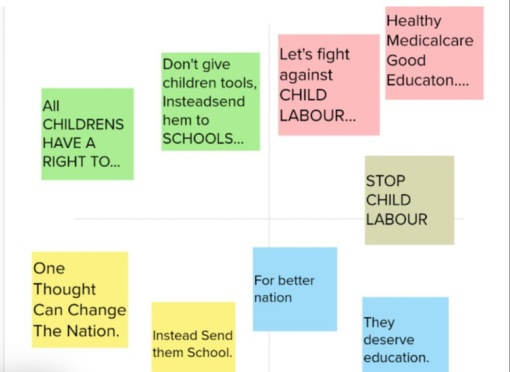 All
CHILDRENS
HAVE A
RIGHT TO...
Don't give
children tools,
Insteadsend
hem to
SCHOOLS...
Let's fight
against
CHILD
LABOUR...
Healthy
Medicalcare
Good
Educaton....
STOP
CHILD
LABOUR
One
Thought
Can Change
The Nation.
Instead Send
them School.
For better
nation
They
deserve
education.